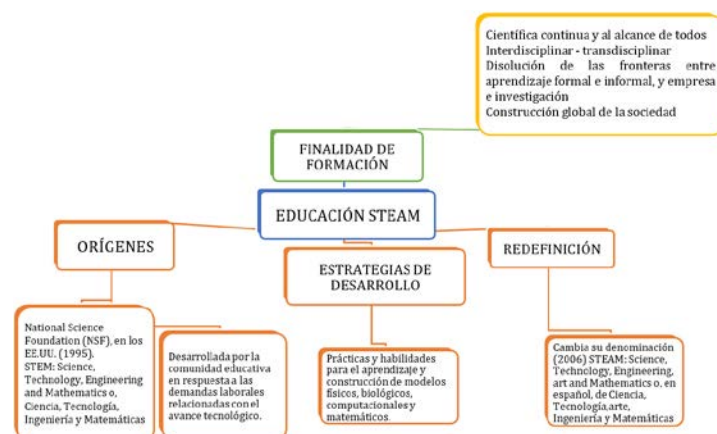 Científica continua y al alcance de todos
Interdisciplinar - transdisciplinar
Disolución de las fronteras entre
aprendizaje formal e informal, y empresa
e investigación
Construcción global de la sociedad
FINALIDAD DE
FORMACIÓN
EDUCACIÓN STEAM
ORÍGENES
ESTRATEGIAS DE
DESARROLLO
REDEFINICIÓN
National Science
Foundation (NSF), en los
EE.UU. (1995).
STEM: Science,
Technology, Engineering
and Mathematics o,
Ciencia, Tecnología,
Ingeniería y Matemáticas
Desarrollada por la
comunidad educativa
en respuesta a las
demandas laborales
relacionadas con el
avance tecnológico.
Prácticas y habilidades
para el aprendizaje y
construcción de modelos
físicos, biológicos,
computacionales y
matemáticos.
Cambia su denominación
(2006) STEAM: Science,
Technology, Engineering,
art and Mathematics o, en
español, de Ciencia,
Tecnología,arte,
Ingeniería y Matemáticas